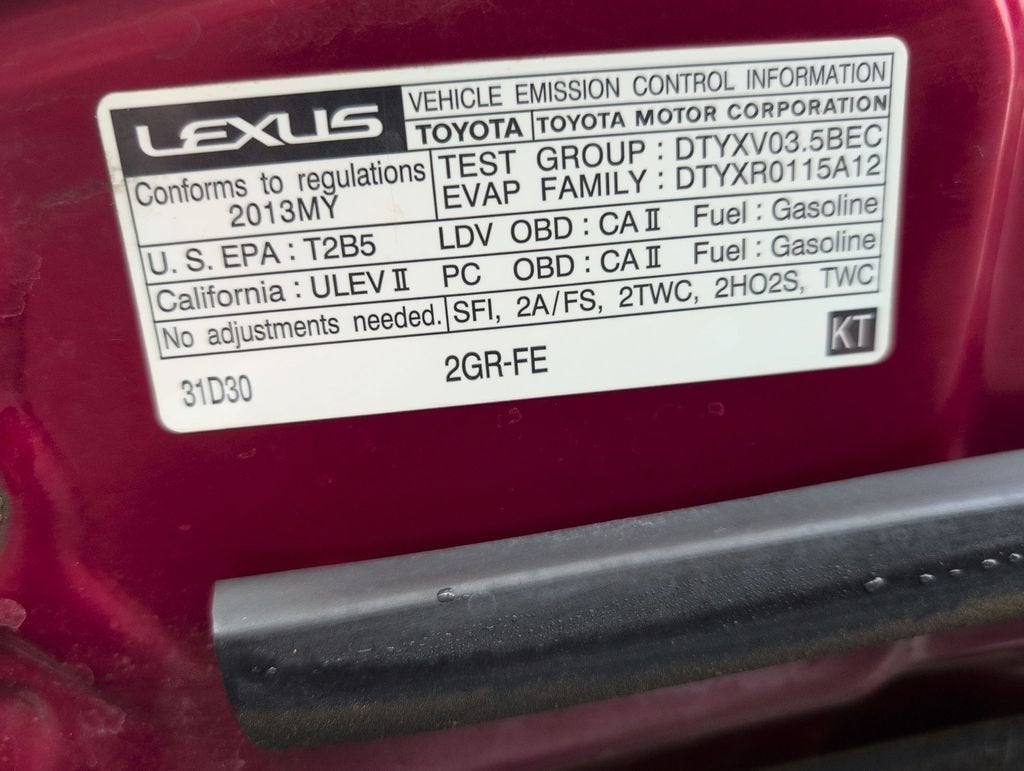 LEXUS
VEHICLE EMISSION CONTROL INFORMATION
TOYOTA TOYOTA MOTOR CORPORATION
Conforms to regulations
2013MY
TEST GROUP : DTYXV03.5BEC
EVAP FAMILY : DTYXR0115A12
U. S. EPA : T2B5 LDV OBD : CA II Fuel : Gasoline
California : ULEV II PC OBD : CA II Fuel : Gasoline
No adjustments needed. SFI, 2A/FS, 2TWC, 2HO2S, TWC
31D30 2GR-FE KT